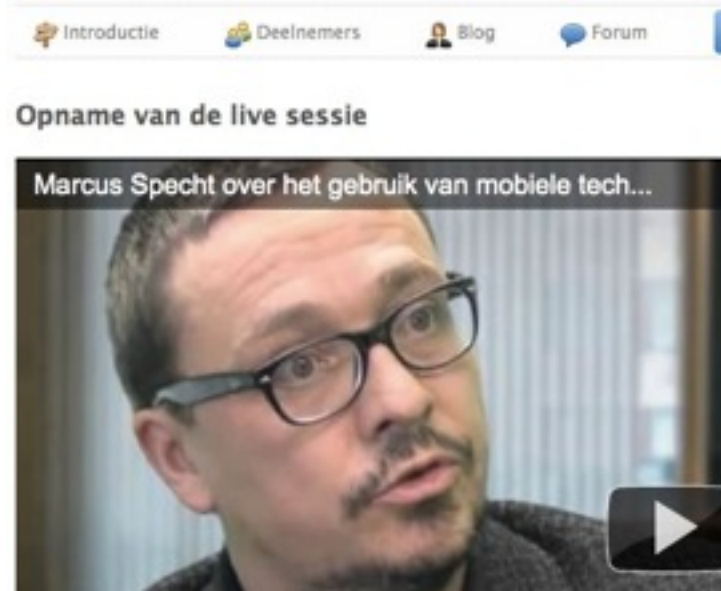 Introductie
Deelnemers
Blog
Forum
Opname van de live sessie
Marcus Specht over het gebruik van mobiele tech...